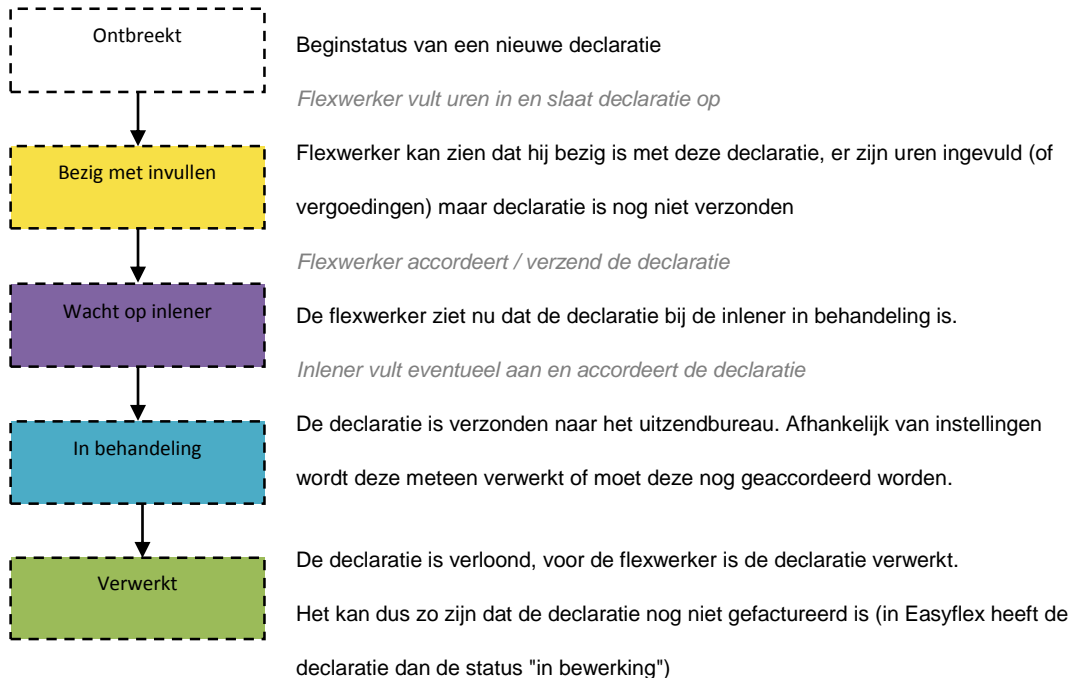 Ontbreekt
Beginstatus van een nieuwe declaratie
Flexwerker vult uren in en slaat declaratie op
Bezig met invullen
Flexwerker kan zien dat hij bezig is met deze declaratie, er zijn uren ingevuld (of
vergoedingen) maar declaratie is nog niet verzonden
Flexwerker accordeert / verzend de declaratie
Wacht op inlener
De flexwerker ziet nu dat de declaratie bij de inlener in behandeling is.
Inlener vult eventueel aan en accordeert de declaratie
In behandeling
De declaratie is verzonden naar het uitzendbureau. Afhankelijk van instellingen
wordt deze meteen verwerkt of moet deze nog geaccordeerd worden.
Verwerkt
De declaratie is verloond, voor de flexwerker is de declaratie verwerkt.
Het kan dus zo zijn dat de declaratie nog niet gefactureerd is (in Easyflex heeft de
declaratie dan de status "in bewerking")